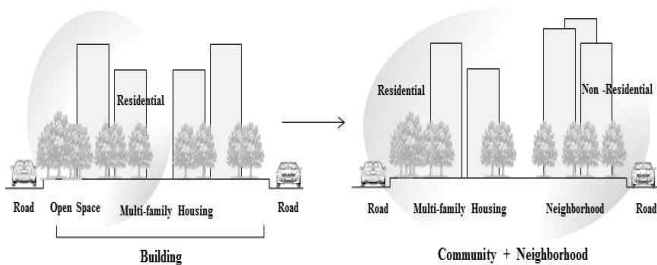 Residential
Road
Open Space
Multi-family Housing
Road
Building
Residential
Non -Residential
Road
Multi-family Housing
Neighborhood
Road
Community + Neighborhood